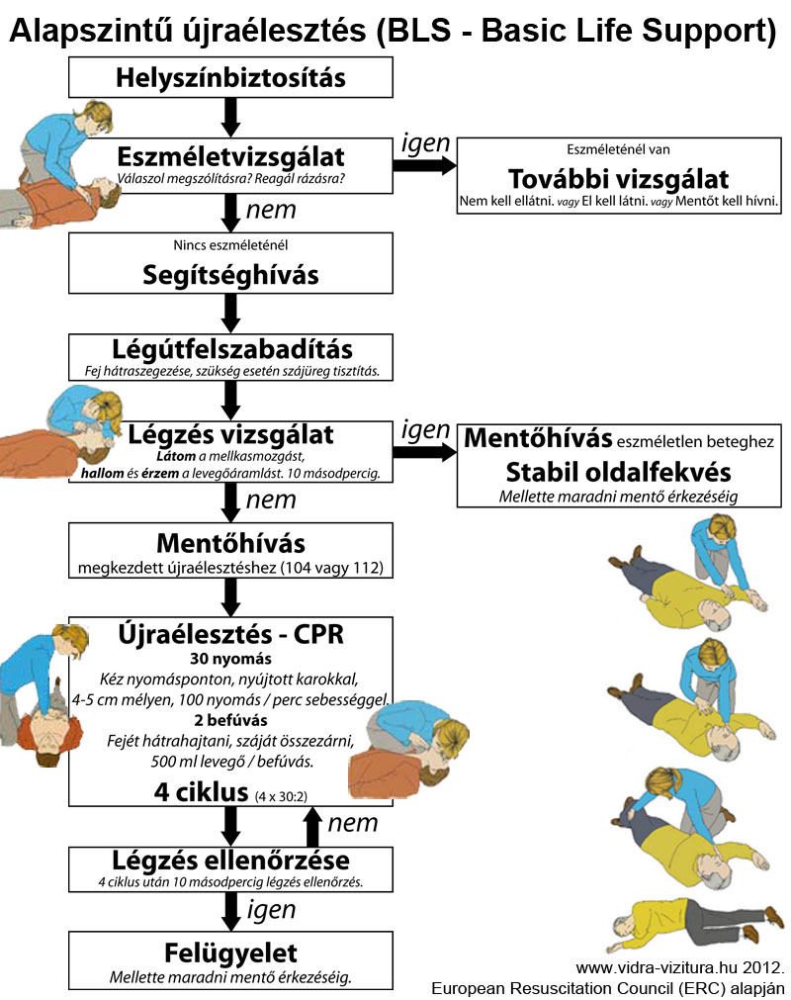 Alapszintű újraélesztés (BLS - Basic Life Support)
Helyszínbiztosítás
Eszméletvizsgálat
Válaszol megszólításra? Reagál rázásra?
igen
Eszméleténél van
További vizsgálat
Nem kell ellátni. vagy El kell látni. vagy Mentőt kell hívni.
nem
Nincs eszméleténél
Segítséghívás
Légútfelszabadítás
Fej hátraszegezése, szükség esetén szájüreg tisztítás.
Légzés vizsgálat
Látom a mellkasmozgást,
hallom és érzem a levegőáramlást. 10 másodpercig.
igen
Mentőhívás eszméletlen beteghez
Stabil oldalfekvés
Mellette maradni mentő érkezéséig
nem
Mentőhívás
megkezdett újraélesztéshez (104 vagy 112)
Újraélesztés - CPR
30 nyomás
Kéz nyomásponton, nyújtott karokkal,
4-5 cm mélyen, 100 nyomás / perc sebességgel.
2 befúvás
Fejét hátrahajtani, száját összezárni,
500 ml levegő / befúvás.
4 ciklus (4 x 30:2)
nem
Légzés ellenőrzése
4 ciklus után 10 másodpercig légzés ellenőrzés.
igen
Felügyelet
Mellette maradni mentő érkezéséig.
www.vidra-vizitura.hu 2012.
European Resuscitation Council (ERC) alapján